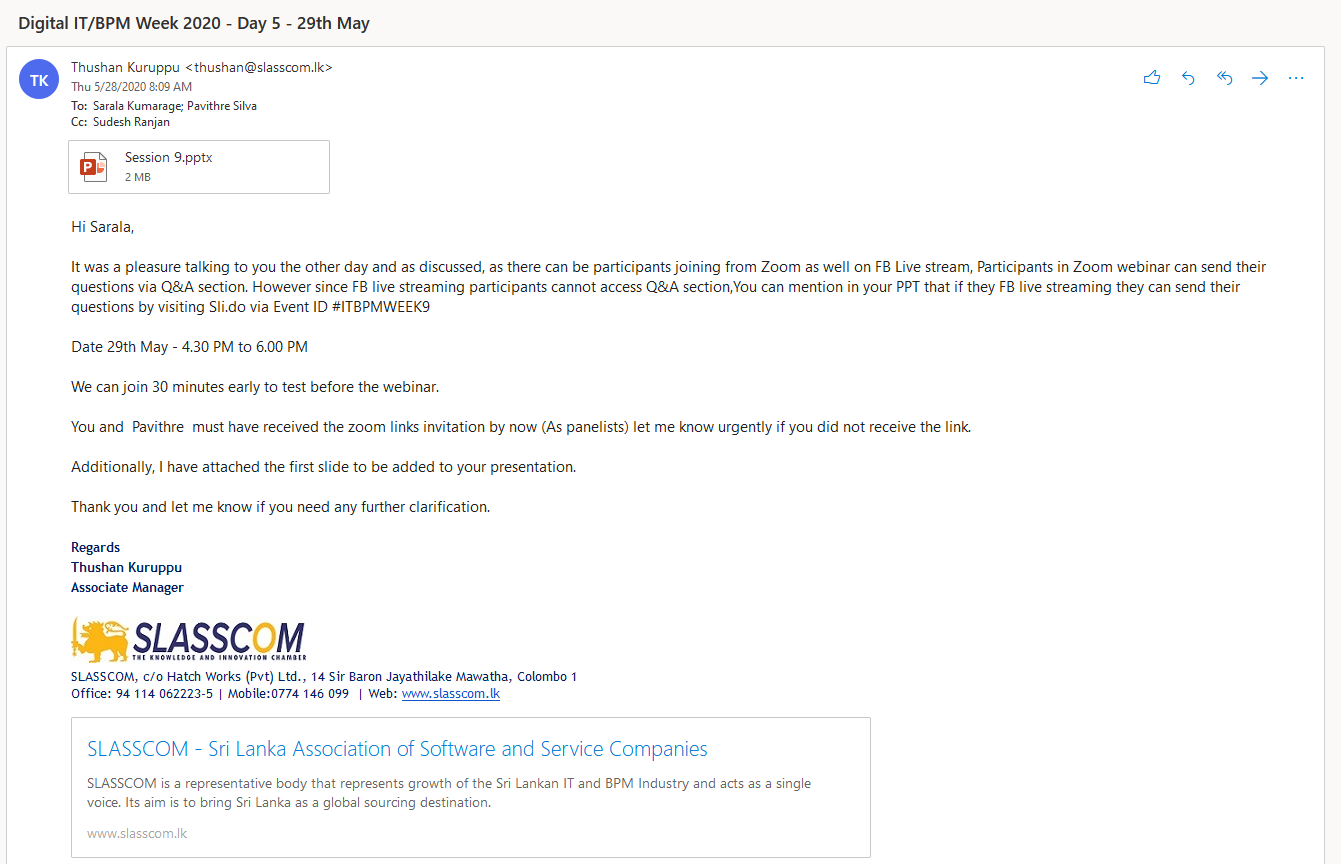 Digital IT/BPM Week 2020 - Day 5 - 29th May
TK
Thushan Kuruppu <thushan@slasscom.lk>
Thu 5/28/2020 8:09 AM
To: Sarala Kumarage; Pavithre Silva
Cc: Sudesh Ranjan
P
Session 9.pptx
2 MB
Hi Sarala,
It was a pleasure talking to you the other day and as discussed, as there can be participants joining from Zoom as well on FB Live stream, Participants in Zoom webinar can send their
questions via Q&A section. However since FB live streaming participants cannot access Q&A section,You can mention in your PPT that if they FB live streaming they can send their
questions by visiting Sli.do via Event ID #ITBPMWEEK9
Date 29th May - 4.30 PM to 6.00 PM
We can join 30 minutes early to test before the webinar.
You and  Pavithre  must have received the zoom links invitation by now (As panelists) let me know urgently if you did not receive the link.
Additionally, I have attached the first slide to be added to your presentation.
Thank you and let me know if you need any further clarification.
Regards
Thushan Kuruppu
Associate Manager
SLASSCOM
THE KNOWLEDGE AND INNOVATION CHAMBER
SLASSCOM, c/o Hatch Works (Pvt) Ltd., 14 Sir Baron Jayathilake Mawatha, Colombo 1
Office: 94 114 062223-5 | Mobile:0774 146 099  | Web: www.slasscom.lk
SLASSCOM - Sri Lanka Association of Software and Service Companies
SLASSCOM is a representative body that represents growth of the Sri Lankan IT and BPM Industry and acts as a single
voice. Its aim is to bring Sri Lanka as a global sourcing destination.
www.slasscom.lk